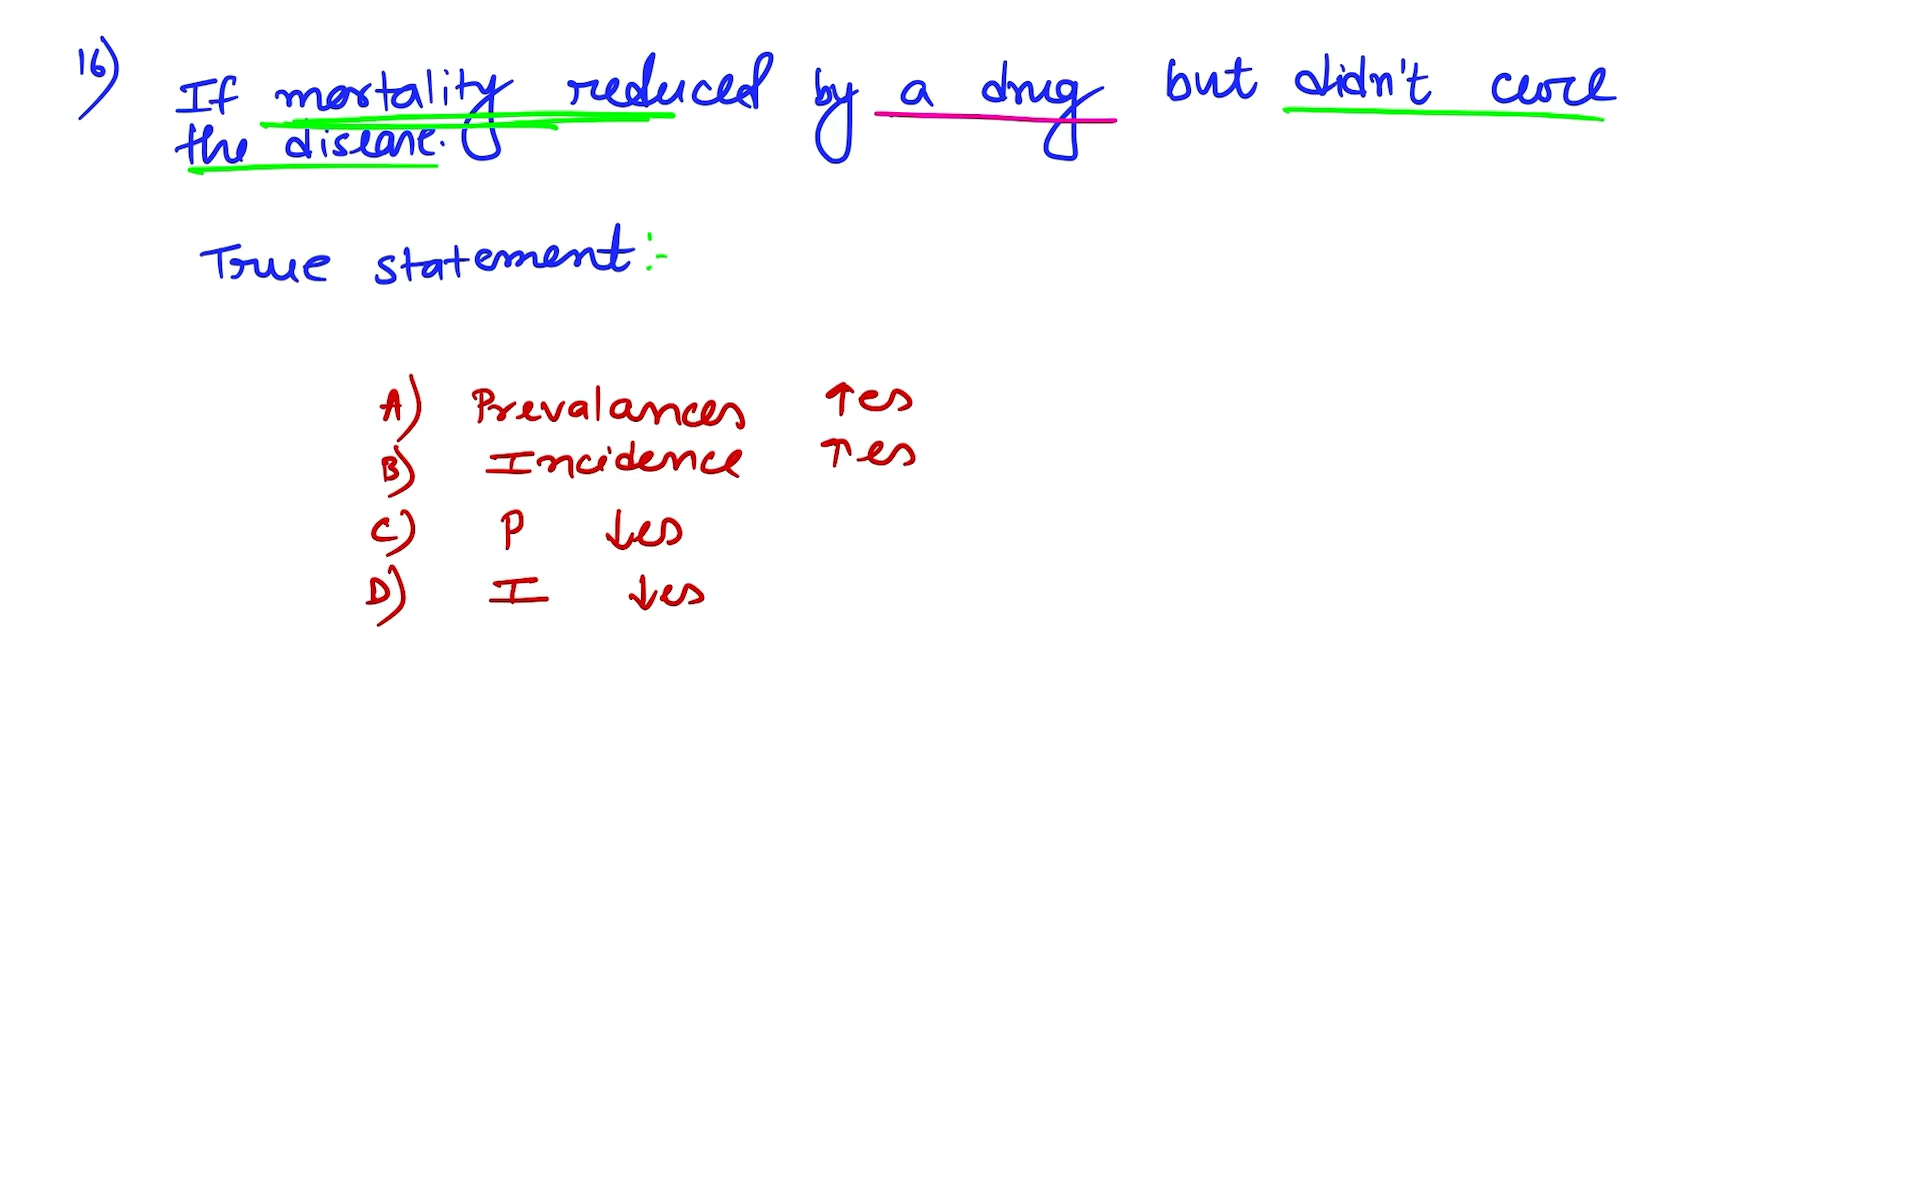 16) If mortality reduced by a drug but didn't cure
the disease.
True statement :-
A) Prevalances ↑es
B) Incidence ↑es
C) P ↓es
D) I ↓es